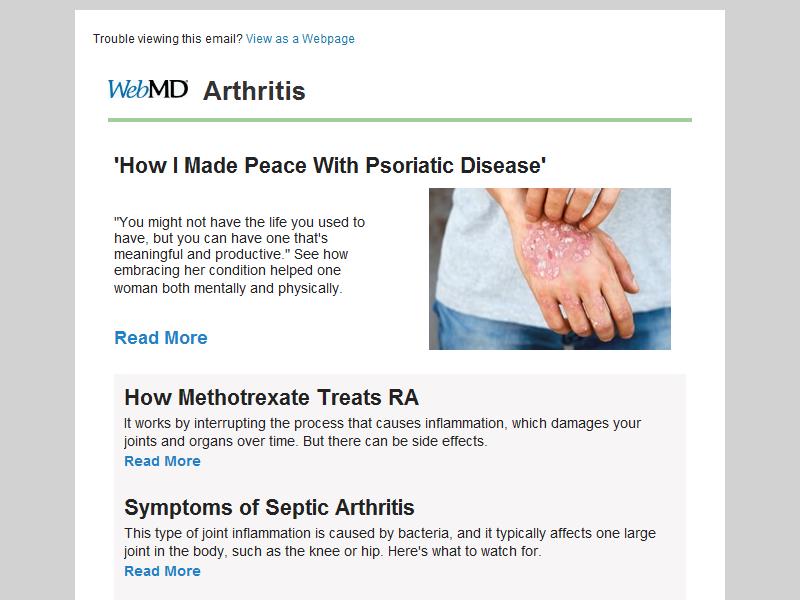 Trouble viewing this email? View as a Webpage
WebMD Arthritis
'How I Made Peace With Psoriatic Disease'
"You might not have the life you used to
have, but you can have one that's
meaningful and productive." See how
embracing her condition helped one
woman both mentally and physically.
Read More
How Methotrexate Treats RA
It works by interrupting the process that causes inflammation, which damages your
joints and organs over time. But there can be side effects.
Read More
Symptoms of Septic Arthritis
This type of joint inflammation is caused by bacteria, and it typically affects one large
joint in the body, such as the knee or hip. Here's what to watch for.
Read More